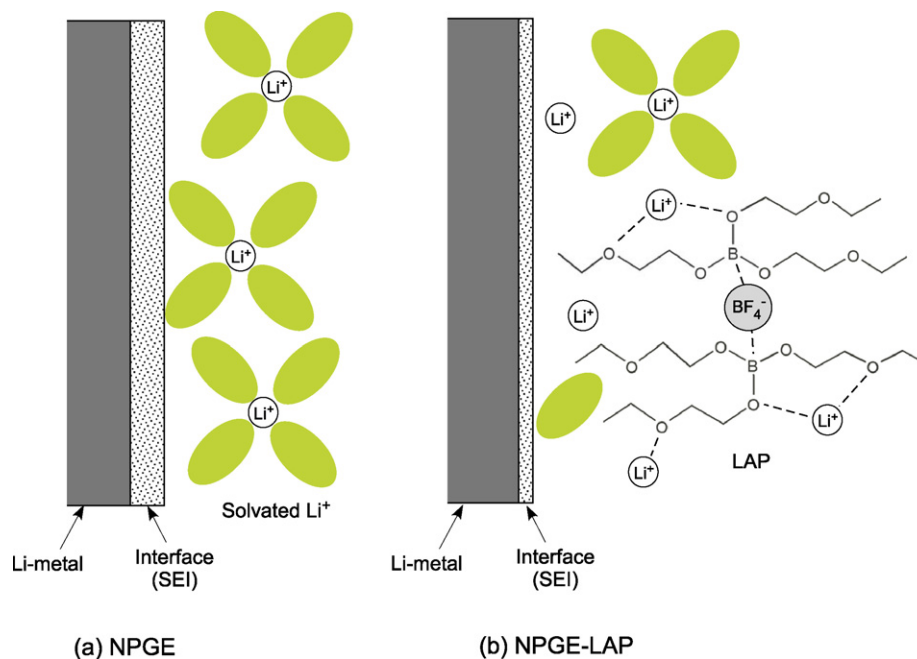 Li+
Li+
Li+
Solvated Li+
Li-metal
Interface
(SEI)
(a) NPGE
Li+
Li+
Li+
O
O
O
B
O
O
O
BF4-
Li+
O
O
B
O
O
O
O
Li+
Li+
LAP
Li-metal
Interface
(SEI)
(b) NPGE-LAP